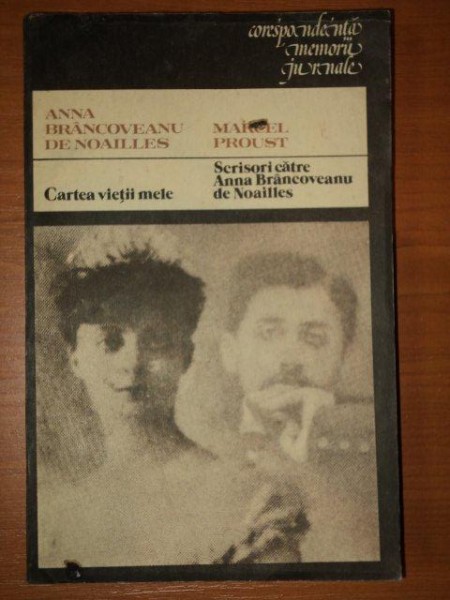 corespondență
memorii
jurnale
ANNA
BRÂNCOVEANU
DE NOAILLES
MARCEL
PROUST
Cartea vieții mele
Scrisori către
Anna Brâncoveanu
de Noailles